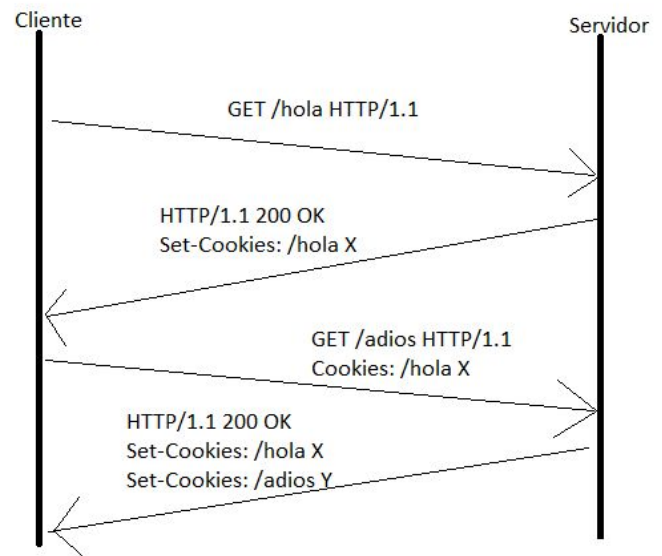 Cliente
Servidor
GET /hola HTTP/1.1
HTTP/1.1 200 OK
Set-Cookies: /hola X
GET /adios HTTP/1.1
Cookies: /hola X
HTTP/1.1 200 OK
Set-Cookies: /hola X
Set-Cookies: /adios Y